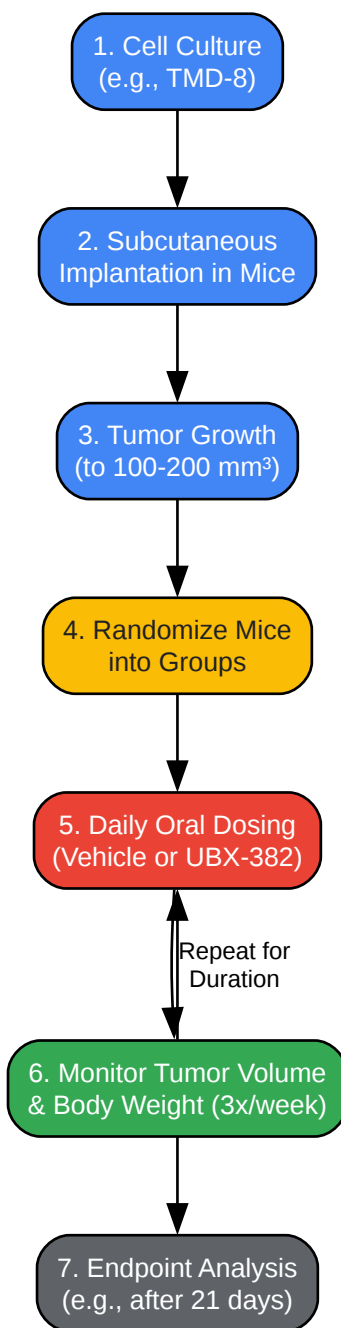 1. Cell Culture
(e.g., TMD-8)
2. Subcutaneous
Implantation in Mice
3. Tumor Growth
(to 100-200 mm³)
4. Randomize Mice
into Groups
5. Daily Oral Dosing
(Vehicle or UBX-382)
Repeat for
Duration
6. Monitor Tumor Volume
& Body Weight (3x/week)
7. Endpoint Analysis
(e.g., after 21 days)